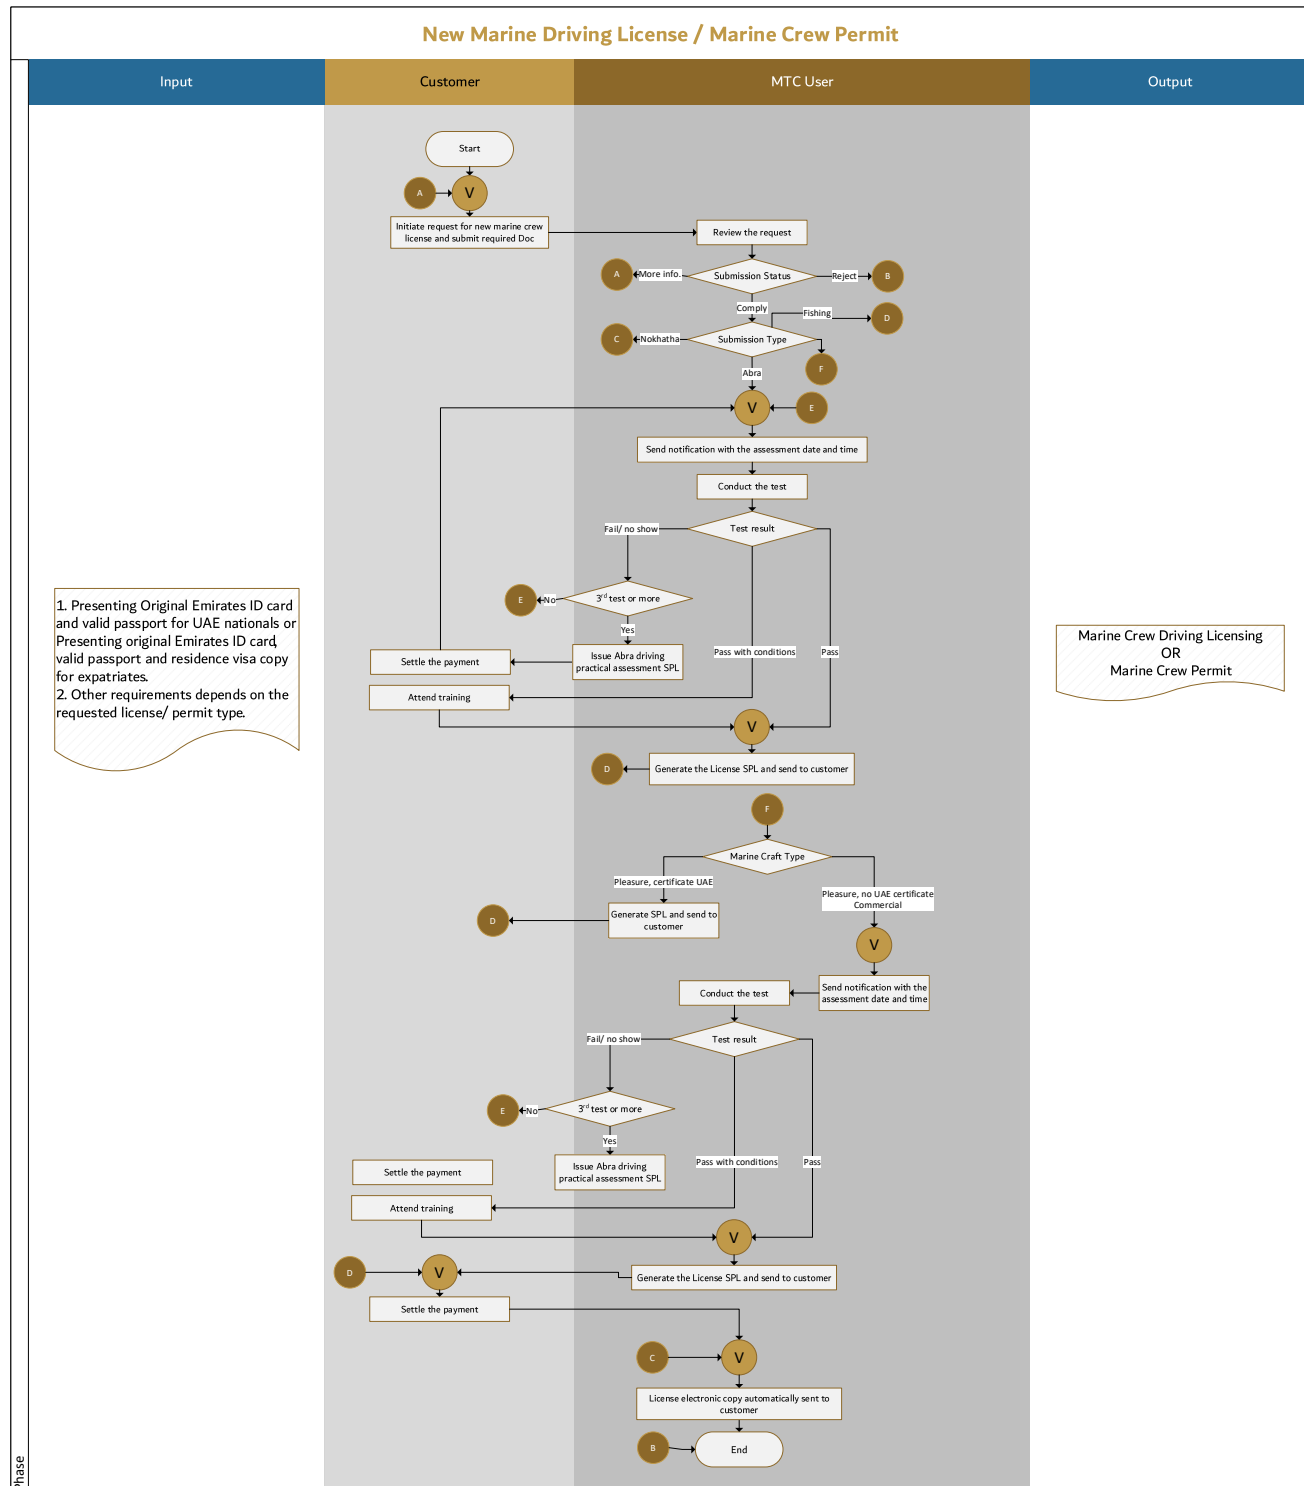 New Marine Driving License / Marine Crew Permit
Input
Customer
MTC User
Output
Start
A
V
Initiate request for new marine crew
license and submit required Doc
Review the request
A
More info.
Submission Status
Reject
B
Comply
Fishing
D
C
Nokhatha
Submission Type
F
Abra
V
E
Send notification with the assessment date and time
Conduct the test
Fail/ no show
Test result
E
No
3rd test or more
Yes
Settle the payment
Issue Abra driving
practical assessment SPL
Pass with conditions
Pass
Attend training
V
D
Generate the License SPL and send to customer
1. Presenting Original Emirates ID card
and valid passport for UAE nationals or
Presenting original Emirates ID card,
valid passport and residence visa copy
for expatriates.
2. Other requirements depends on the
requested license/ permit type.
Marine Crew Driving Licensing
OR
Marine Crew Permit
F
Marine Craft Type
Pleasure, certificate UAE
Pleasure, no UAE certificate
Commercial
D
Generate SPL and send to
customer
V
Send notification with the
assessment date and time
Conduct the test
Fail/ no show
Test result
E
No
3rd test or more
Yes
Settle the payment
Issue Abra driving
practical assessment SPL
Pass with conditions
Pass
Attend training
V
D
V
Generate the License SPL and send to customer
Settle the payment
C
V
License electronic copy automatically sent to
customer
B
End
Phase